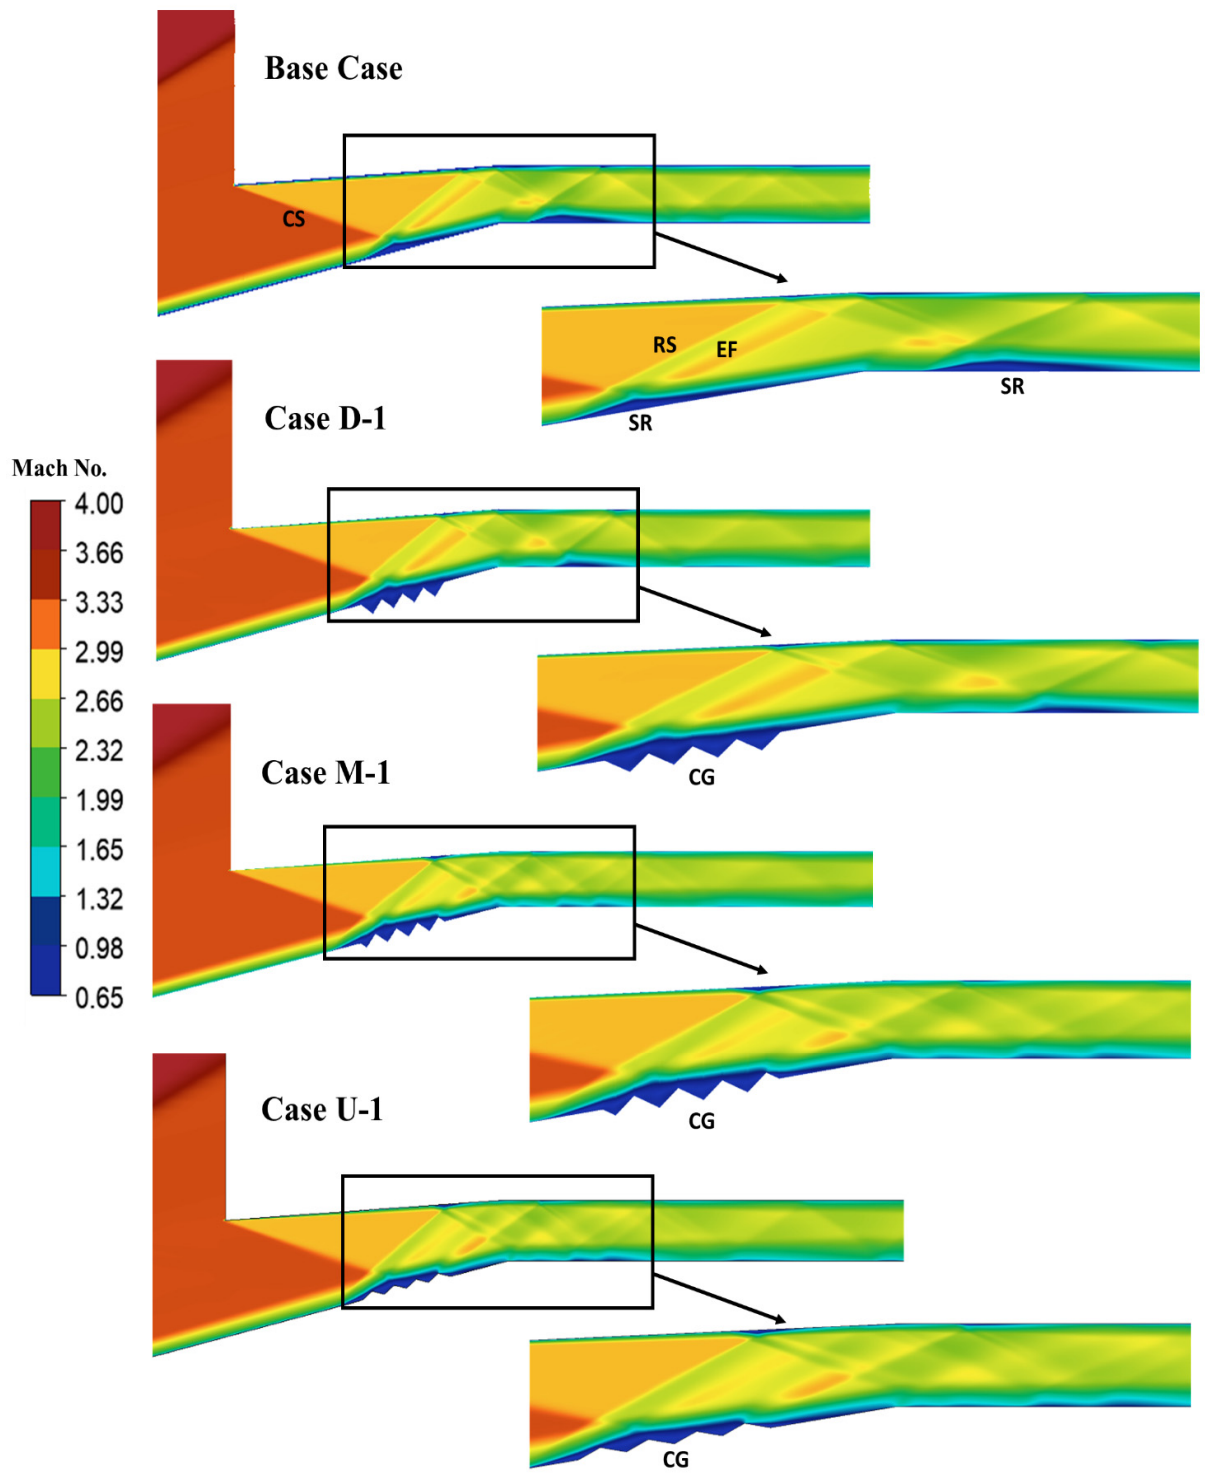 Base Case
CS
RS
EF
SR
SR
Case D-1
CG
Mach No.
4.00
3.66
3.33
2.99
2.66
2.32
1.99
1.65
1.32
0.98
0.65
Case M-1
CG
Case U-1
CG